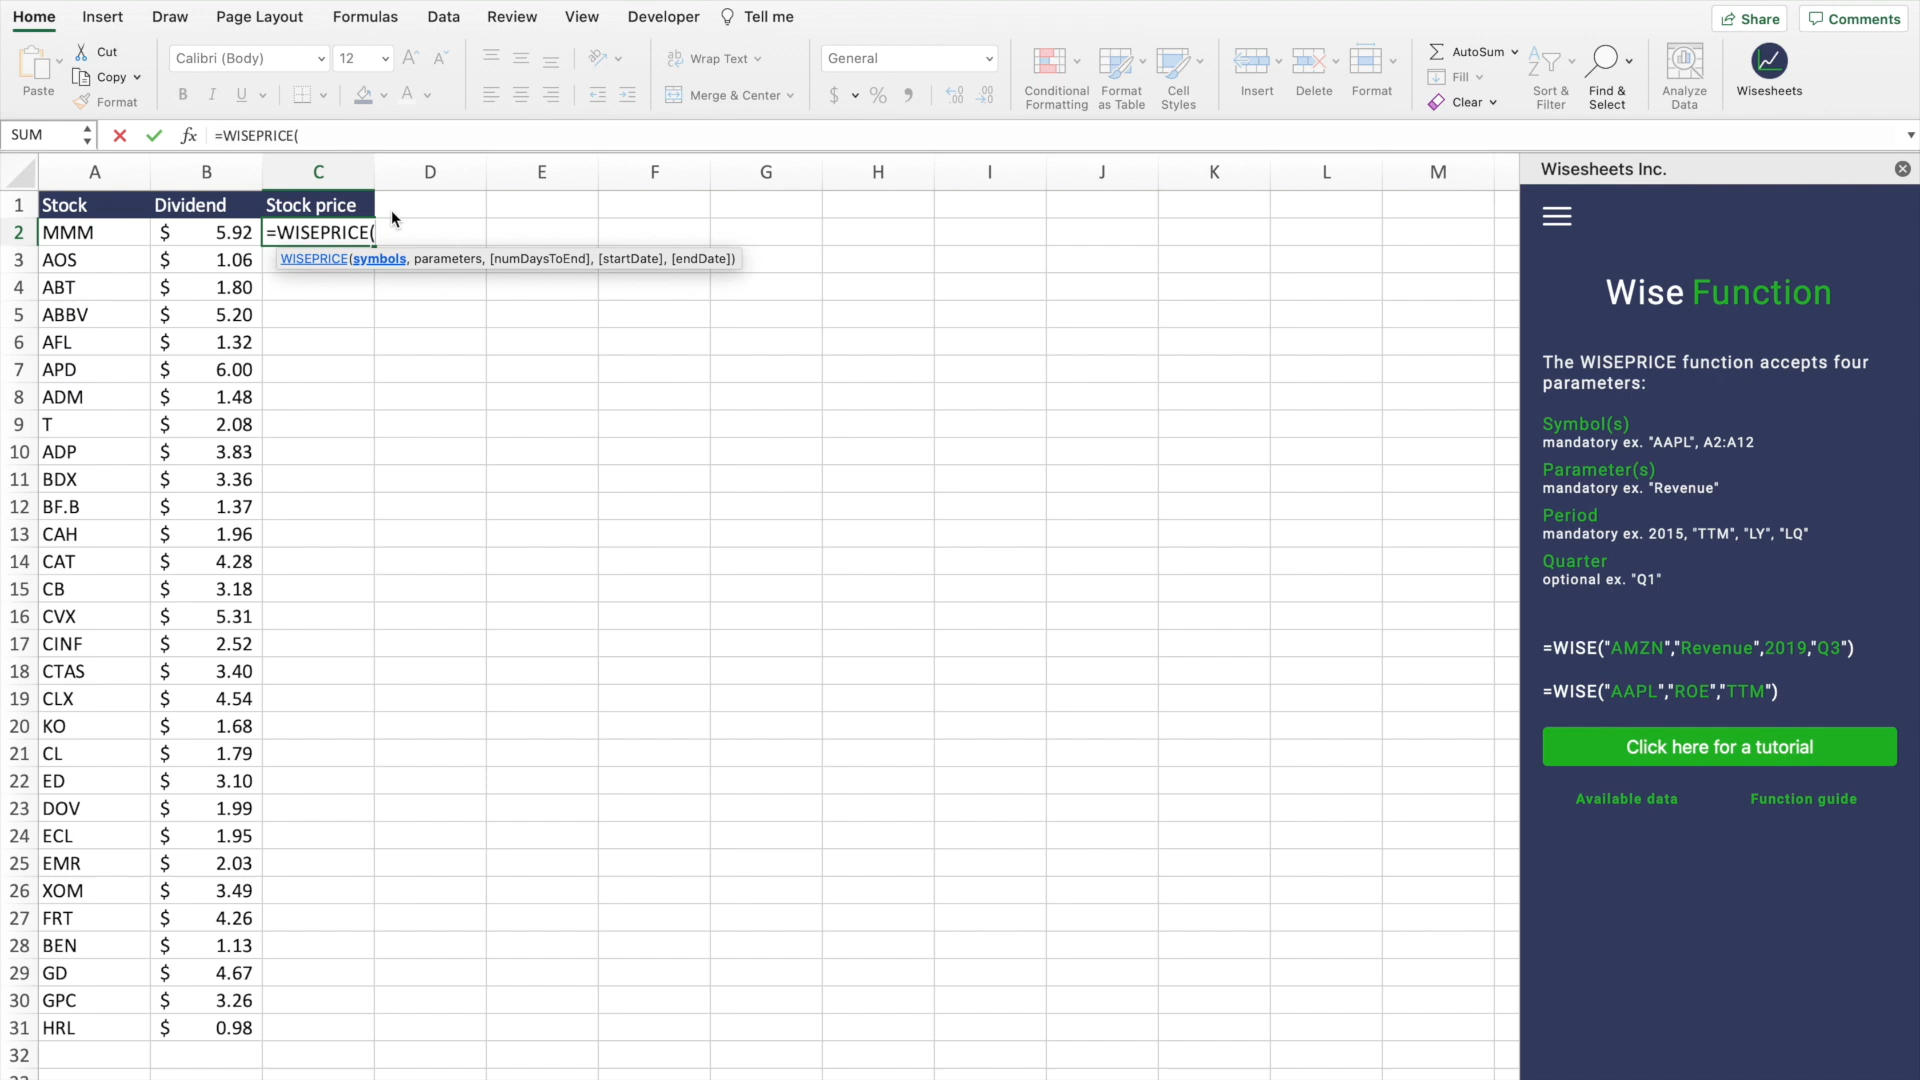 Home Insert Draw Page Layout Formulas Data Review View Developer Tell me Share Comments
Paste Cut Copy Format
Calibri (Body) 12 A^ A˅
B I U A
Wrap Text
Merge & Center
General
$ % 9
Conditional Formatting Format as Table Cell Styles
Insert Delete Format
AutoSum Fill Clear
Sort & Filter Find & Select
Analyze Data
Wisesheets
SUM fx =WISEPRICE(
A B C D E F G H I J K L M
1 Stock Dividend Stock price
2 MMM $ 5.92 =WISEPRICE(
WISEPRICE(symbols, parameters, [numDaysToEnd], [startDate], [endDate])
3 AOS $ 1.06
4 ABT $ 1.80
5 ABBV $ 5.20
6 AFL $ 1.32
7 APD $ 6.00
8 ADM $ 1.48
9 T $ 2.08
10 ADP $ 3.83
11 BDX $ 3.36
12 BF.B $ 1.37
13 CAH $ 1.96
14 CAT $ 4.28
15 CB $ 3.18
16 CVX $ 5.31
17 CINF $ 2.52
18 CTAS $ 3.40
19 CLX $ 4.54
20 KO $ 1.68
21 CL $ 1.79
22 ED $ 3.10
23 DOV $ 1.99
24 ECL $ 1.95
25 EMR $ 2.03
26 XOM $ 3.49
27 FRT $ 4.26
28 BEN $ 1.13
29 GD $ 4.67
30 GPC $ 3.26
31 HRL $ 0.98
32
Wisesheets Inc.
Wise Function
The WISEPRICE function accepts four
parameters:
Symbol(s)
mandatory ex. "AAPL", A2:A12
Parameter(s)
mandatory ex. "Revenue"
Period
mandatory ex. 2015, "TTM", "LY", "LQ"
Quarter
optional ex. "Q1"
=WISE("AMZN","Revenue",2019,"Q3")
=WISE("AAPL","ROE","TTM")
Click here for a tutorial
Available data Function guide